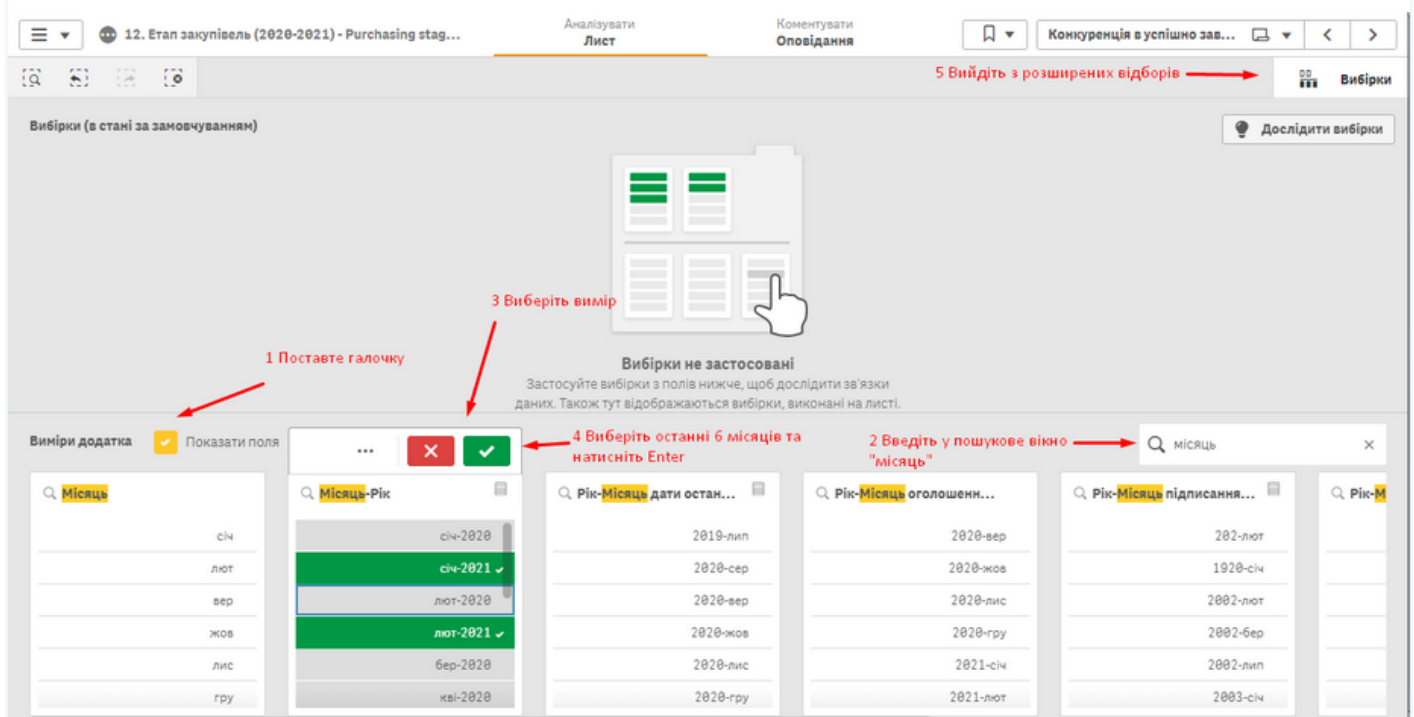 Аналізувати
Лист
Коментувати
Оповідання
12. Етап закупівель (2020-2021) - Purchasing stag...
Конкуренція в успішно зав...
5 Вийдіть з розширених відборів
Вибірки
Вибірки (в стані за замовчуванням)
Дослідити вибірки
3 Виберіть вимір
1 Поставте галочку
Вибірки не застосовані
Застосуйте вибірки з полів нижче, щоб дослідити зв'язки
даних. Також тут відображаються вибірки, виконані на листі.
Виміри додатка
Показати поля
...
4 Виберіть останні 6 місяців та
натисніть Enter
2 Введіть у пошукове вікно
"місяць"
місяць
Місяць
січ
лют
вер
жов
лис
гру
Місяць-Рік
січ-2020
січ-2021
лют-2020
лют-2021
бер-2020
кві-2020
Рік-Місяць дати остан...
2019-лип
2020-сер
2020-вер
2020-жов
2020-лис
2020-гру
Рік-Місяць оголошенн...
2020-вер
2020-жов
2020-лис
2020-гру
2021-січ
2021-лют
Рік-Місяць підписання...
202-лют
1920-січ
2002-лют
2002-бер
2002-лип
2003-січ
Рік-М